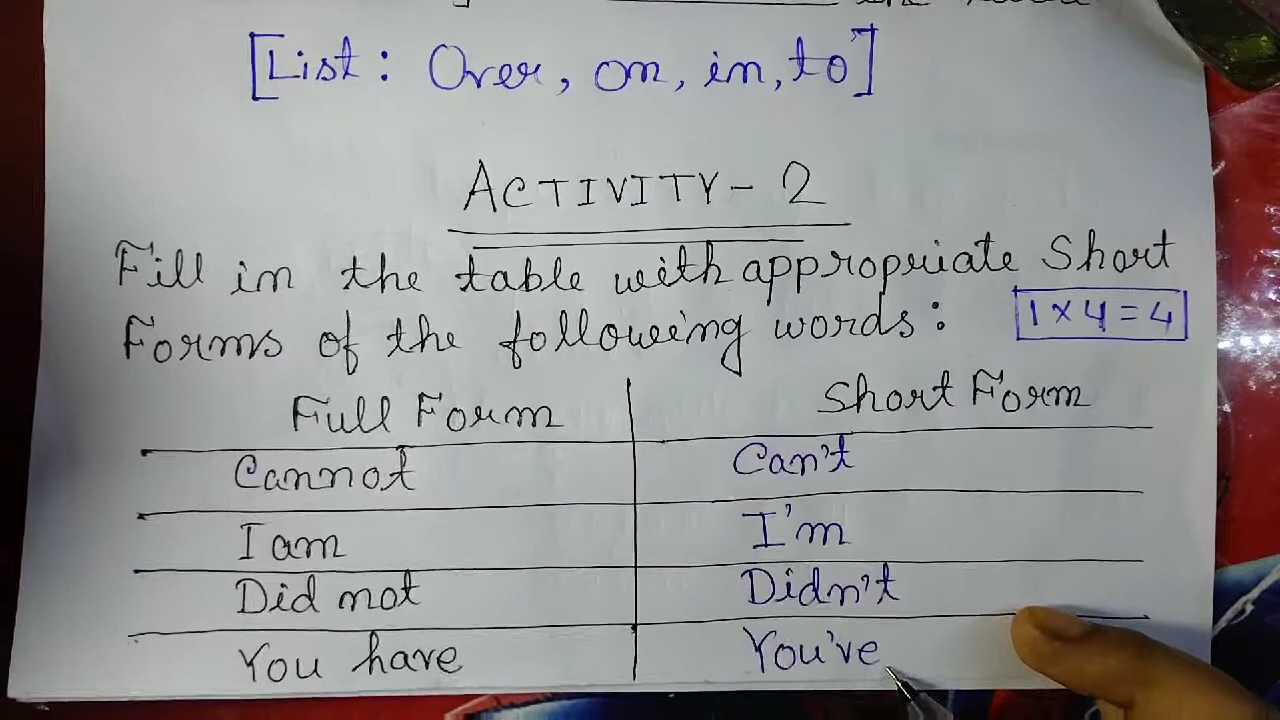 [List: Over, on, in, to]
ACTIVITY - 2
Fill in the table with appropriate Short
Forms of the following words: 1 x 4 = 4
Full Form Short Form
Cannot Can't
I am I'm
Did not Didn't
You have You've